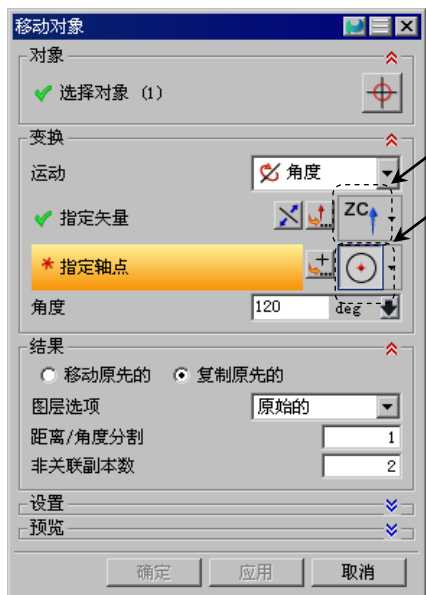 移动对象
对象
选择对象 (1)
变换
运动 角度
指定矢量 ZC
* 指定轴点
角度 120 deg
结果
移动原先的 复制原先的
图层选项 原始的
距离/角度分割 1
非关联副本数 2
设置
预览
确定 应用 取消